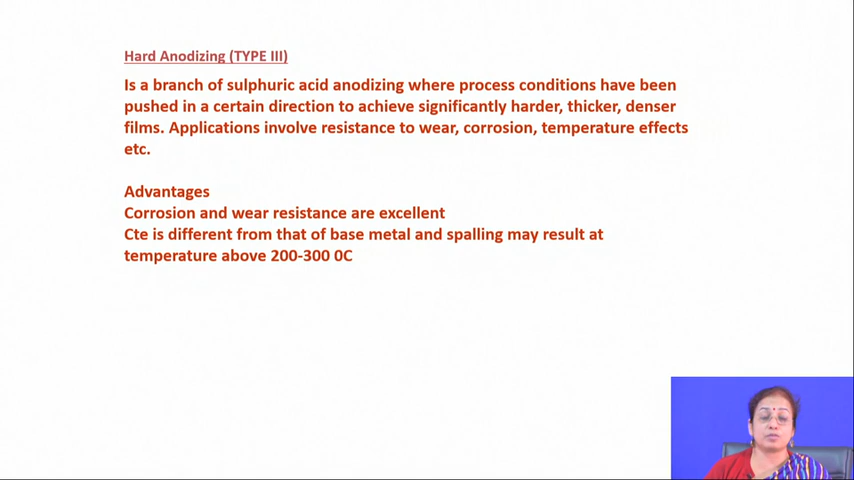 Hard Anodizing (TYPE III)
Is a branch of sulphuric acid anodizing where process conditions have been
pushed in a certain direction to achieve significantly harder, thicker, denser
films. Applications involve resistance to wear, corrosion, temperature effects
etc.
Advantages
Corrosion and wear resistance are excellent
Cte is different from that of base metal and spalling may result at
temperature above 200-300 0C